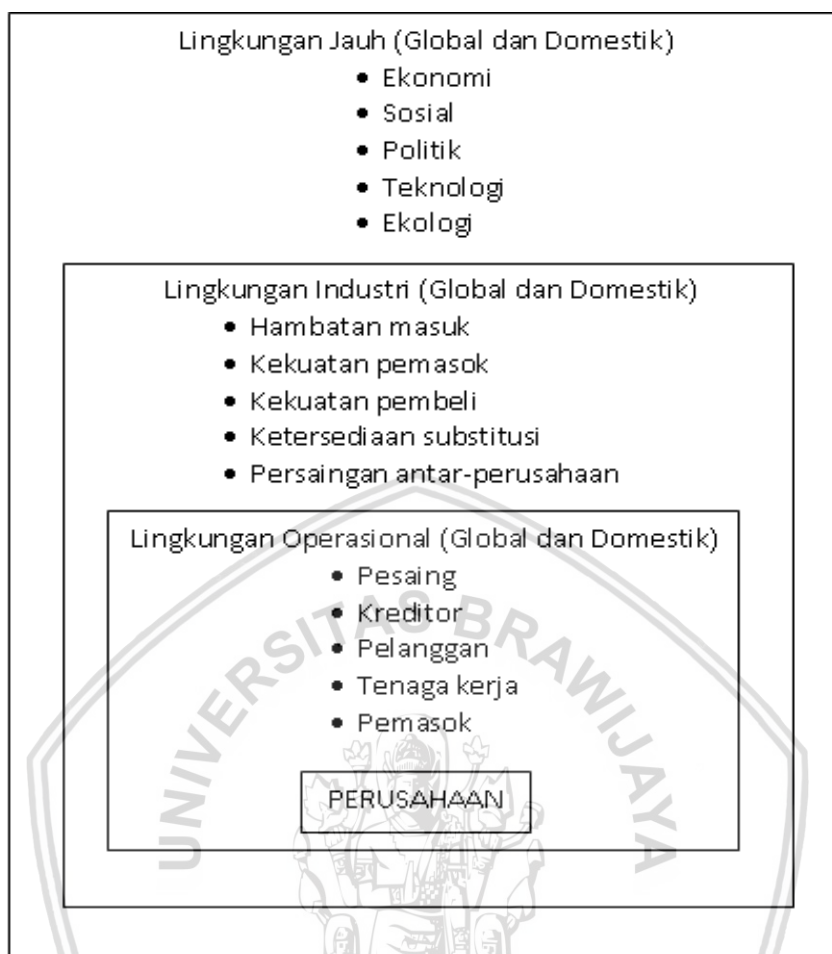 Lingkungan Jauh (Global dan Domestik)
• Ekonomi
• Sosial
• Politik
• Teknologi
• Ekologi
Lingkungan Industri (Global dan Domestik)
• Hambatan masuk
• Kekuatan pemasok
• Kekuatan pembeli
• Ketersediaan substitusi
• Persaingan antar-perusahaan
Lingkungan Operasional (Global dan Domestik)
• Pesaing
• Kreditor
• Pelanggan
• Tenaga kerja
• Pemasok
PERUSAHAAN
UNIVERSITAS BRAWIJAYA